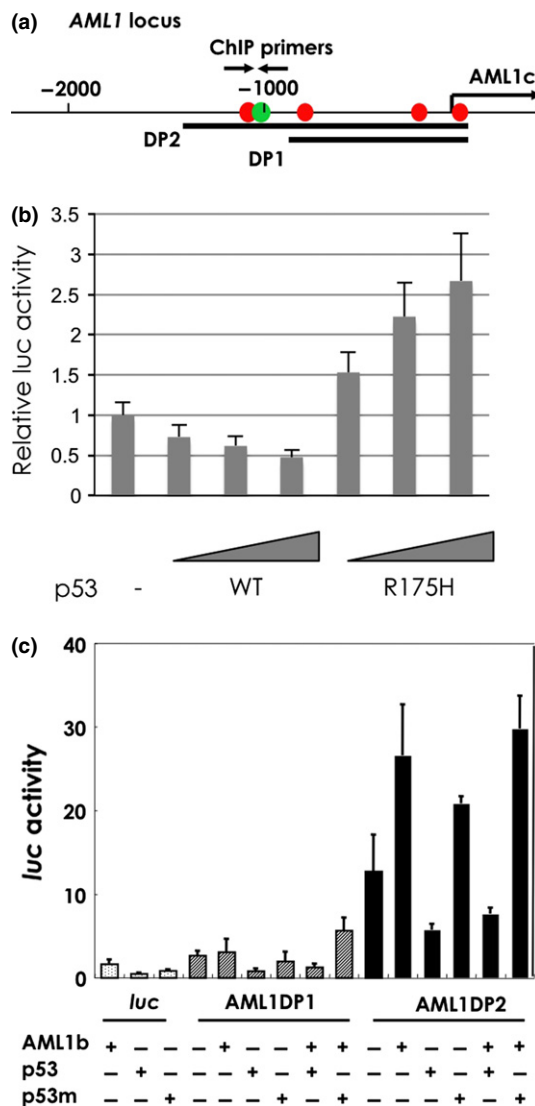 (a) AML1 locus
ChIP primers
−2000 −1000 AML1c
DP2
DP1
(b)
Relative luc activity
3.5
3
2.5
2
1.5
1
0.5
0
p53 - WT R175H
(c)
luc activity
40
30
20
10
0
luc AML1DP1 AML1DP2
AML1b + − − − + − − + + − + − − + +
p53 − + − − − + − + − − − + − + −
p53m − − + − − − + − + − − − + − +